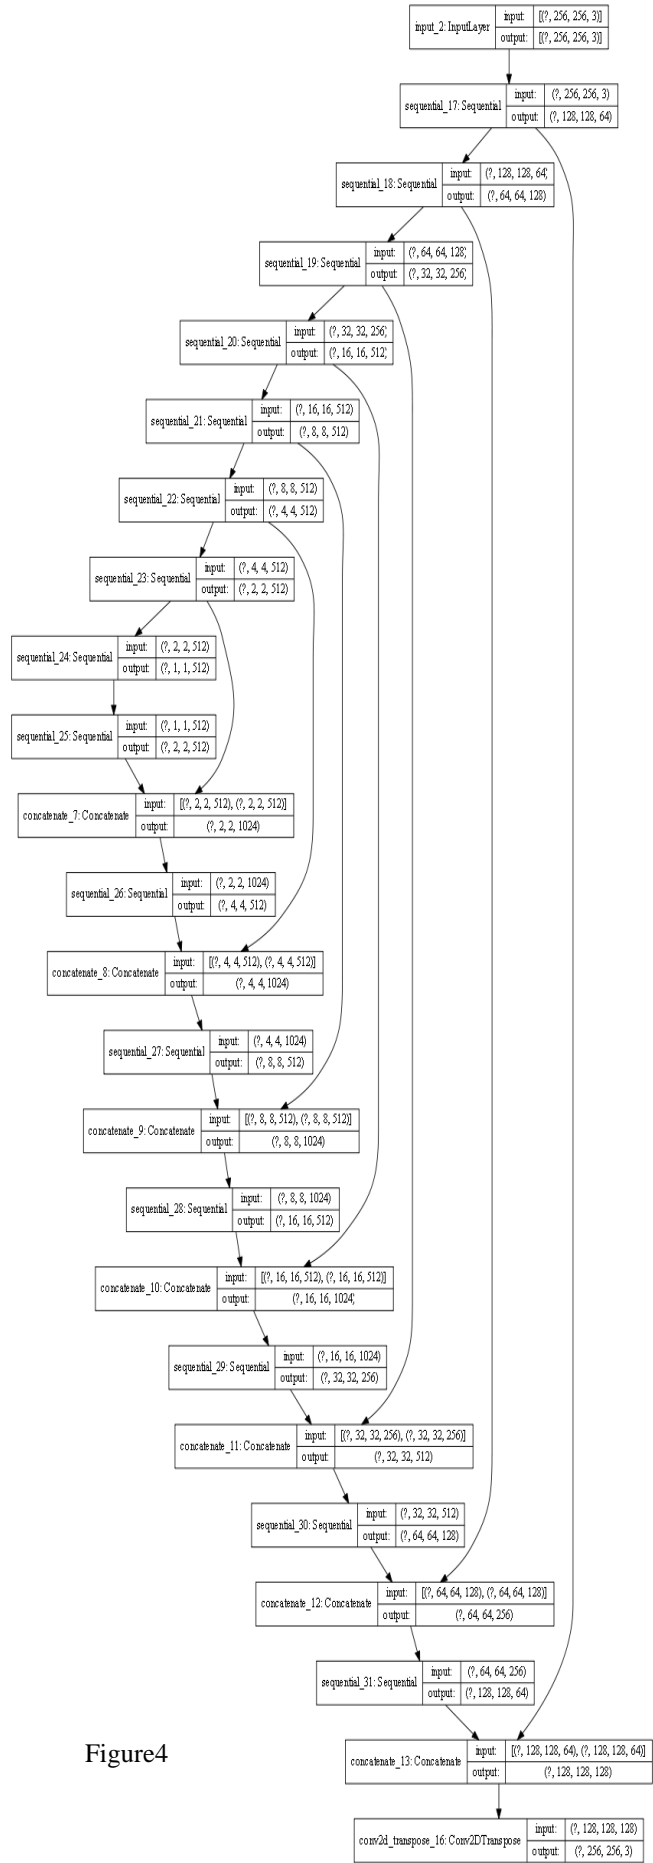 input_2: InputLayer
input: [(?, 256, 256, 3)]
output: [(?, 256, 256, 3)]
sequential_17: Sequential
input: (?, 256, 256, 3)
output: (?, 128, 128, 64)
sequential_18: Sequential
input: (?, 128, 128, 64)
output: (?, 64, 64, 128)
sequential_19: Sequential
input: (?, 64, 64, 128)
output: (?, 32, 32, 256)
sequential_20: Sequential
input: (?, 32, 32, 256)
output: (?, 16, 16, 512)
sequential_21: Sequential
input: (?, 16, 16, 512)
output: (?, 8, 8, 512)
sequential_22: Sequential
input: (?, 8, 8, 512)
output: (?, 4, 4, 512)
sequential_23: Sequential
input: (?, 4, 4, 512)
output: (?, 2, 2, 512)
sequential_24: Sequential
input: (?, 2, 2, 512)
output: (?, 1, 1, 512)
sequential_25: Sequential
input: (?, 1, 1, 512)
output: (?, 2, 2, 512)
concatenate_7: Concatenate
input: [(?, 2, 2, 512), (?, 2, 2, 512)]
output: (?, 2, 2, 1024)
sequential_26: Sequential
input: (?, 2, 2, 1024)
output: (?, 4, 4, 512)
concatenate_8: Concatenate
input: [(?, 4, 4, 512), (?, 4, 4, 512)]
output: (?, 4, 4, 1024)
sequential_27: Sequential
input: (?, 4, 4, 1024)
output: (?, 8, 8, 512)
concatenate_9: Concatenate
input: [(?, 8, 8, 512), (?, 8, 8, 512)]
output: (?, 8, 8, 1024)
sequential_28: Sequential
input: (?, 8, 8, 1024)
output: (?, 16, 16, 512)
concatenate_10: Concatenate
input: [(?, 16, 16, 512), (?, 16, 16, 512)]
output: (?, 16, 16, 1024)
sequential_29: Sequential
input: (?, 16, 16, 1024)
output: (?, 32, 32, 256)
concatenate_11: Concatenate
input: [(?, 32, 32, 256), (?, 32, 32, 256)]
output: (?, 32, 32, 512)
sequential_30: Sequential
input: (?, 32, 32, 512)
output: (?, 64, 64, 128)
concatenate_12: Concatenate
input: [(?, 64, 64, 128), (?, 64, 64, 128)]
output: (?, 64, 64, 256)
sequential_31: Sequential
input: (?, 64, 64, 256)
output: (?, 128, 128, 64)
Figure4
concatenate_13: Concatenate
input: [(?, 128, 128, 64), (?, 128, 128, 64)]
output: (?, 128, 128, 128)
conv2d_transpose_16: Conv2DTranspose
input: (?, 128, 128, 128)
output: (?, 256, 256, 3)